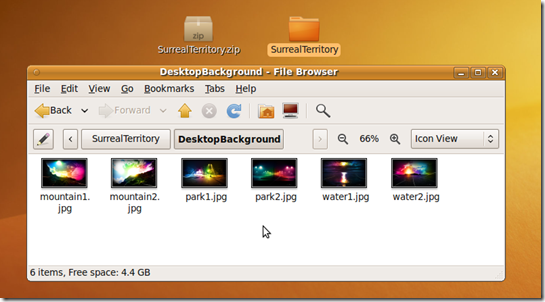 zip
SurrealTerritory.zip
SurrealTerritory
DesktopBackground - File Browser
File Edit View Go Bookmarks Tabs Help
Back Forward
SurrealTerritory DesktopBackground 66% Icon View
mountain1.
jpg
mountain2.
jpg
park1.jpg
park2.jpg
water1.jpg
water2.jpg
6 items, Free space: 4.4 GB